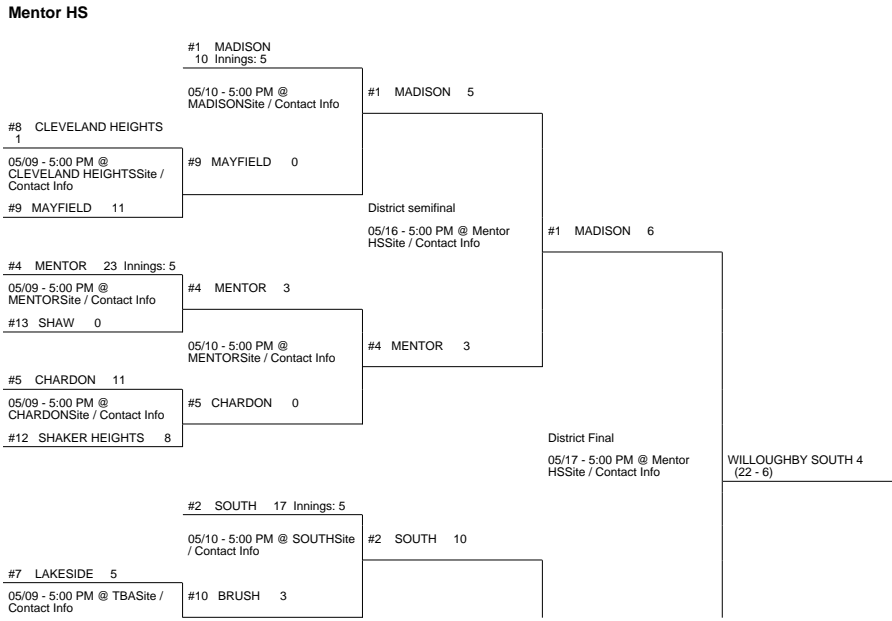 Mentor HS
#1 MADISON
10 Innings: 5
05/10 - 5:00 PM @
MADISONSite / Contact Info
#1 MADISON 5
#8 CLEVELAND HEIGHTS
1
05/09 - 5:00 PM @
CLEVELAND HEIGHTSSite /
Contact Info
#9 MAYFIELD 0
#9 MAYFIELD 11
District semifinal
05/16 - 5:00 PM @ Mentor
HSSite / Contact Info
#1 MADISON 6
#4 MENTOR 23 Innings: 5
05/09 - 5:00 PM @
MENTORSite / Contact Info
#4 MENTOR 3
#13 SHAW 0
05/10 - 5:00 PM @
MENTORSite / Contact Info
#4 MENTOR 3
#5 CHARDON 11
05/09 - 5:00 PM @
CHARDONSite / Contact Info
#5 CHARDON 0
#12 SHAKER HEIGHTS 8
District Final
05/17 - 5:00 PM @ Mentor
HSSite / Contact Info
WILLOUGHBY SOUTH 4
(22 - 6)
#2 SOUTH 17 Innings: 5
05/10 - 5:00 PM @ SOUTHSite
/ Contact Info
#2 SOUTH 10
#7 LAKESIDE 5
05/09 - 5:00 PM @ TBASite /
Contact Info
#10 BRUSH 3